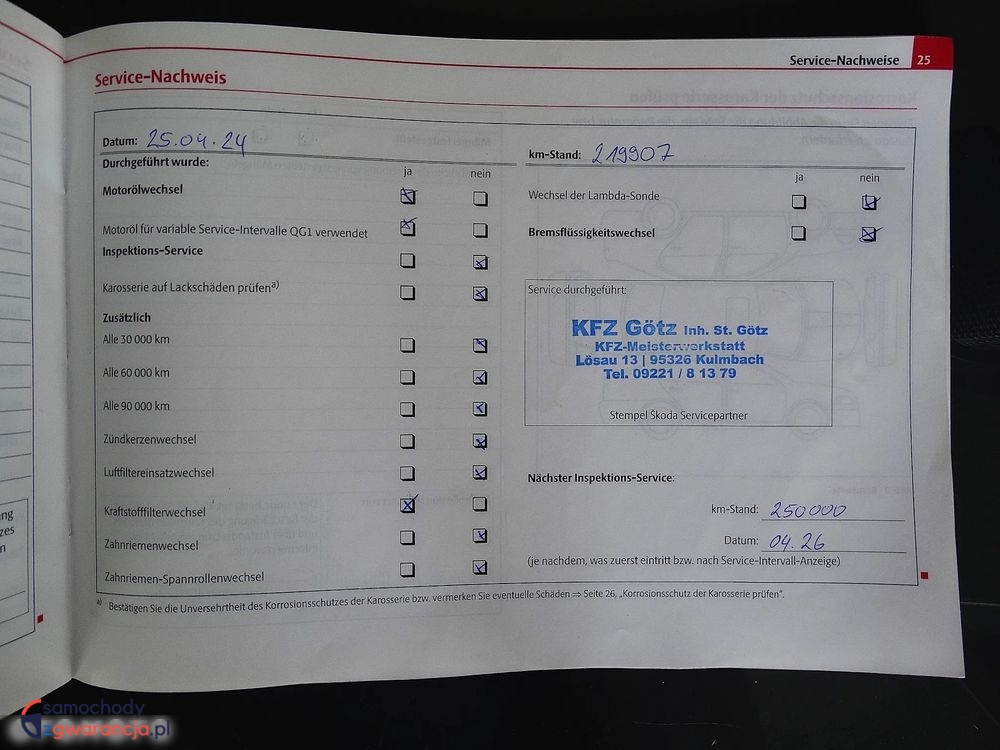 Service-Nachweise 25
Service-Nachweis
Datum: 25.04.24
km-Stand: 219907
Durchgeführt wurde:
ja nein
Motorölwechsel
Motoröl für variable Service-Intervalle QG1 verwendet
Inspektions-Service
Karosserie auf Lackschäden prüfen a)
Zusätzlich
Alle 30 000 km
Alle 60 000 km
Alle 90 000 km
Zündkerzenwechsel
Luftfiltereinsatzwechsel
Kraftstofffilterwechsel
Zahnriemenwechsel
Zahnriemen-Spannrollenwechsel
ja nein
Wechsel der Lambda-Sonde
Bremsflüssigkeitswechsel
Service durchgeführt:
KFZ Götz Inh. St. Götz
KFZ-Meisterwerkstatt
Lösau 13 | 95326 Kulmbach
Tel. 09221 / 8 13 79
Stempel Škoda Servicepartner
Nächster Inspektions-Service:
km-Stand: 250000
Datum: 04.26
(je nachdem, was zuerst eintritt bzw. nach Service-Intervall-Anzeige)
a) Bestätigen Sie die Unversehrtheit des Korrosionsschutzes der Karosserie bzw. vermerken Sie eventuelle Schäden ⇒ Seite 26, „Korrosionsschutz der Karosserie prüfen".
samochody
zgwarancja.pl